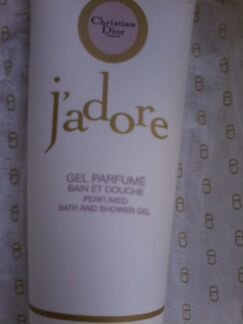 Christian
Dior
j'adore
GEL PARFUMÉ
BAIN ET DOUCHE
PERFUMED
BATH AND SHOWER GEL